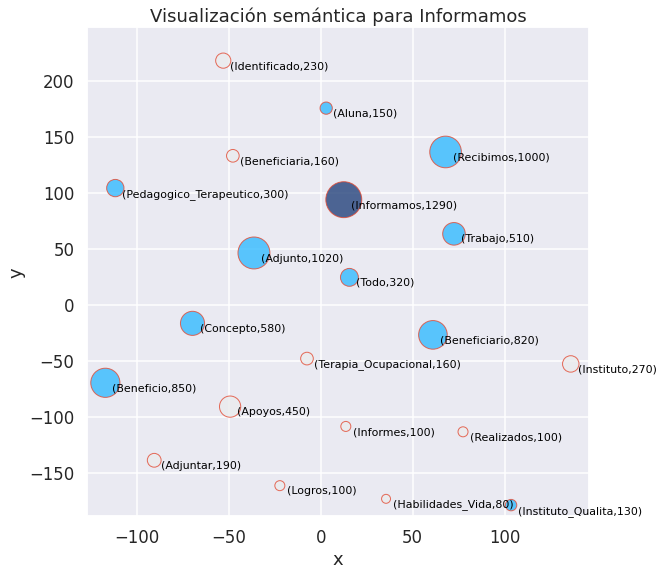 Visualización semántica para Informamos
(Identificado,230)
(Aluna,150)
(Beneficiaria,160)
(Recibimos,1000)
(Pedagogico_Terapeutico,300)
(Informamos,1290)
(Trabajo,510)
(Adjunto,1020)
(Todo,320)
(Concepto,580)
(Beneficiario,820)
(Terapia_Ocupacional,160)
(Instituto,270)
(Beneficio,850)
(Apoyos,450)
(Informes,100)
(Realizados,100)
(Adjuntar,190)
(Logros,100)
(Habilidades_Vida,80)
(Instituto_Qualita,130)
y
200
150
100
50
0
−50
−100
−150
−100
−50
0
50
100
x